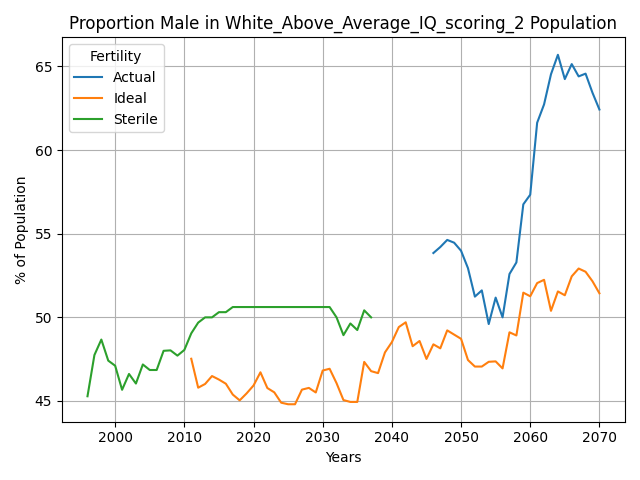 Proportion Male in White_Above_Average_IQ_scoring_2 Population
Fertility
Actual
Ideal
Sterile
% of Population
65
60
55
50
45
2000
2010
2020
2030
2040
2050
2060
2070
Years